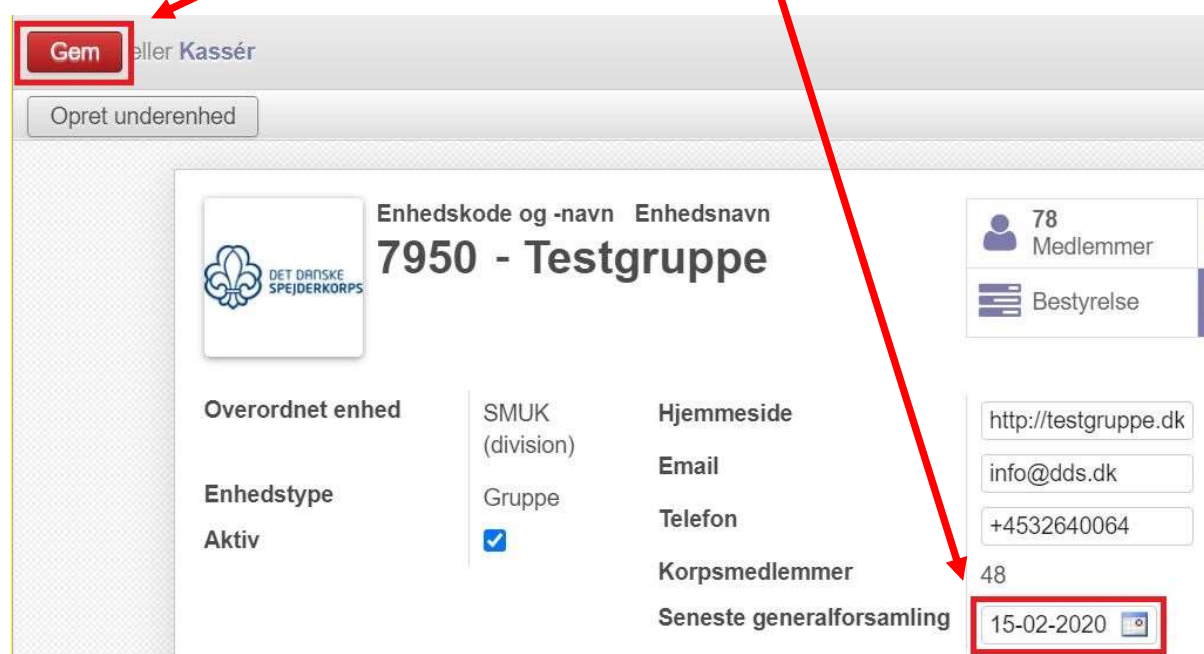 Gem eller Kassér
Opret underenhed
DET DANSKE
SPEJDERKORPS
Enhedskode og -navn Enhedsnavn
7950 - Testgruppe
78
Medlemmer
Bestyrelse
Overordnet enhed
SMUK
(division)
Enhedstype
Gruppe
Aktiv
Hjemmeside
http://testgruppe.dk
Email
info@dds.dk
Telefon
+4532640064
Korpsmedlemmer
48
Seneste generalforsamling
15-02-2020